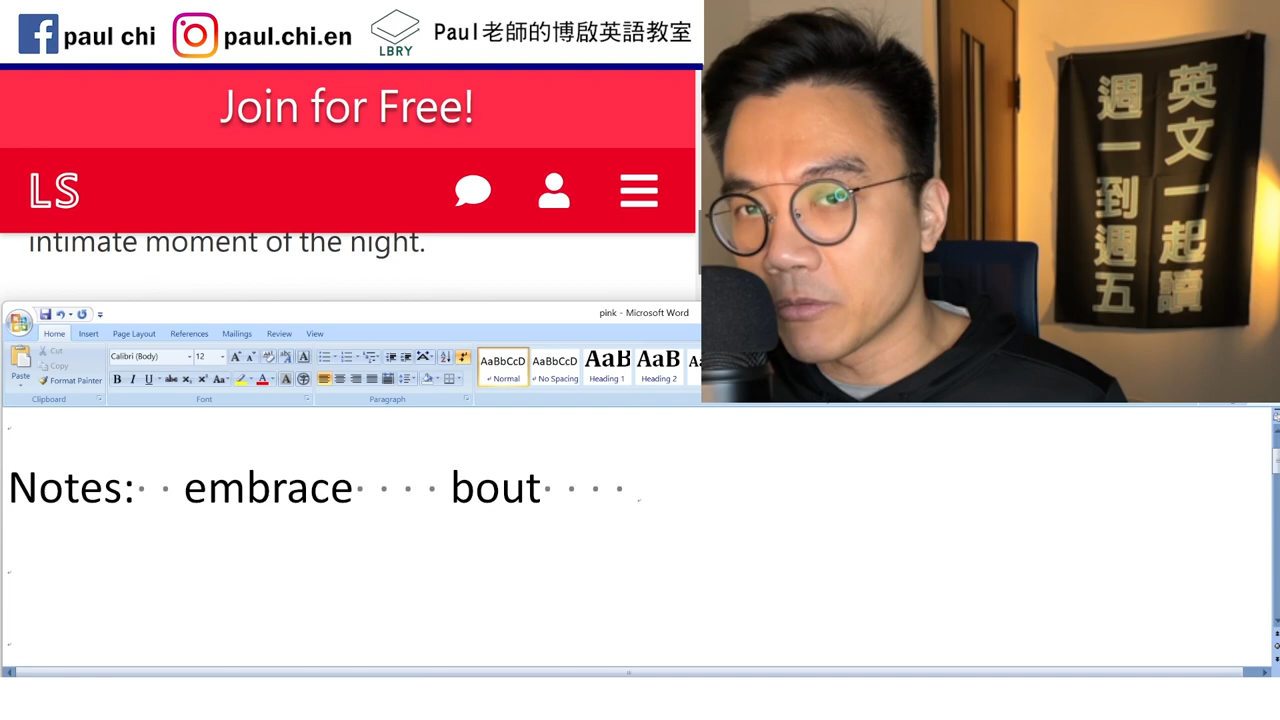 paul chi
paul.chi.en
LBRY
Paul老師的博啟英語教室
Join for Free!
LS
intimate moment of the night.
英文一起讀
週一到週五
pink - Microsoft Word
Home Insert Page Layout References Mailings Review View
Paste
Cut
Copy
Format Painter
Calibri (Body) 12
AaBbCcD AaBbCcD AaBb AaB
Normal No Spacing Heading 1 Heading 2
Clipboard Font Paragraph
Notes: embrace bout